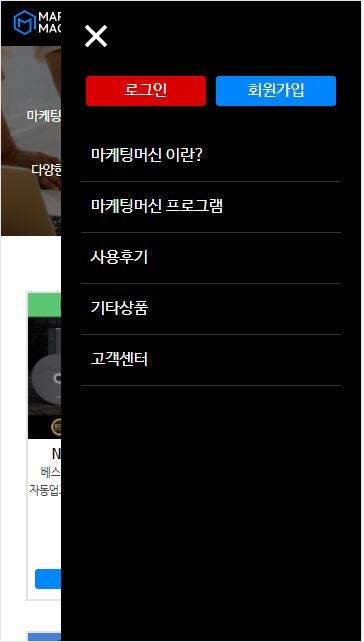 로그인
회원가입
마케팅머신 이란?
마케팅머신 프로그램
사용후기
기타상품
고객센터